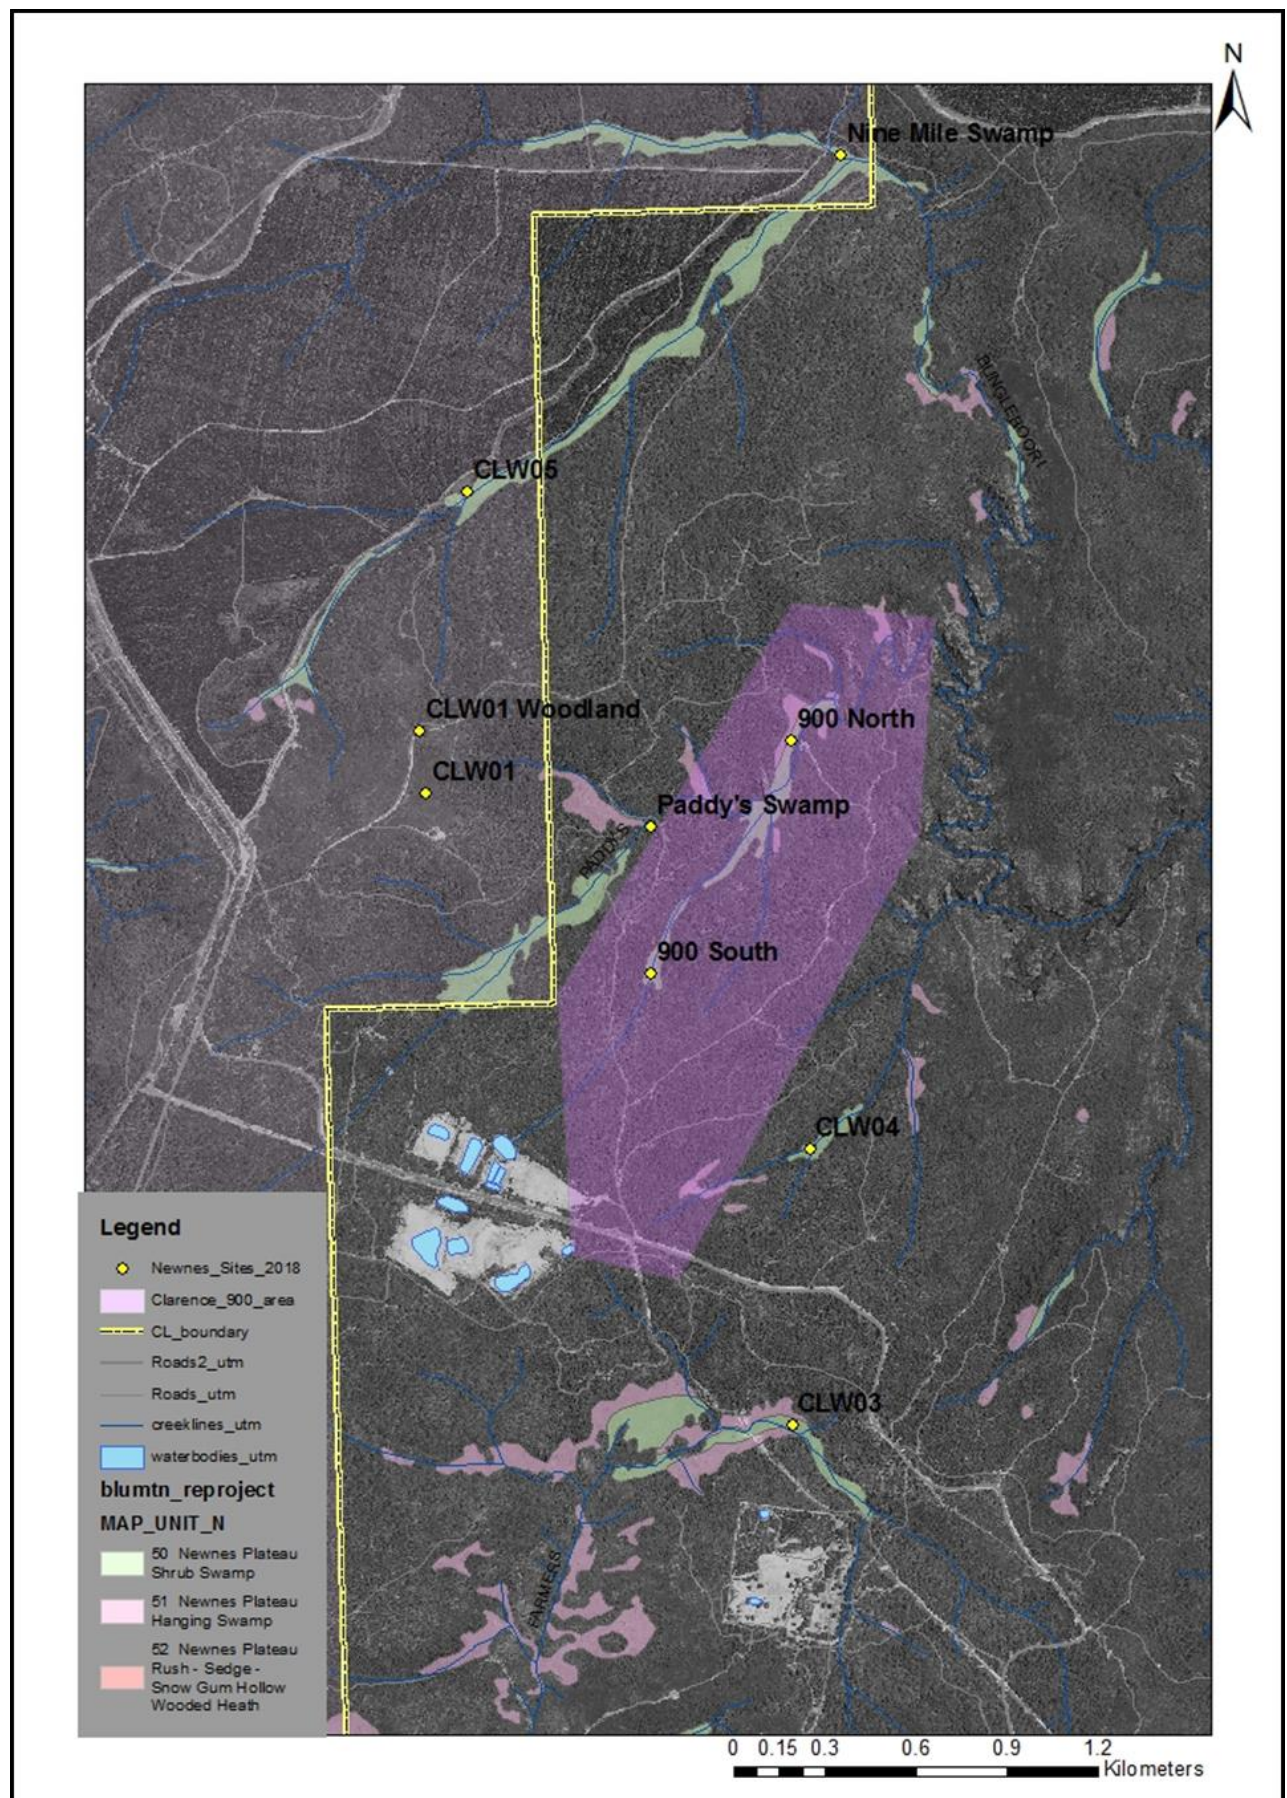 N
Nine Mile Swamp
BUNGLEBOORI
CLW05
CLW01 Woodland
900 North
CLW01
Paddy's Swamp
PADDYS
900 South
CLW04
Legend
Newnes_Sites_2018
Clarence_900_area
CL_boundary
Roads2_utm
Roads_utm
creeklines_utm
waterbodies_utm
blumtn_reproject
MAP_UNIT_N
50 Newnes Plateau
Shrub Swamp
51 Newnes Plateau
Hanging Swamp
52 Newnes Plateau
Rush - Sedge -
Snow Gum Hollow
Wooded Heath
CLW03
FARMERS
0 0.15 0.3 0.6 0.9 1.2
Kilometers